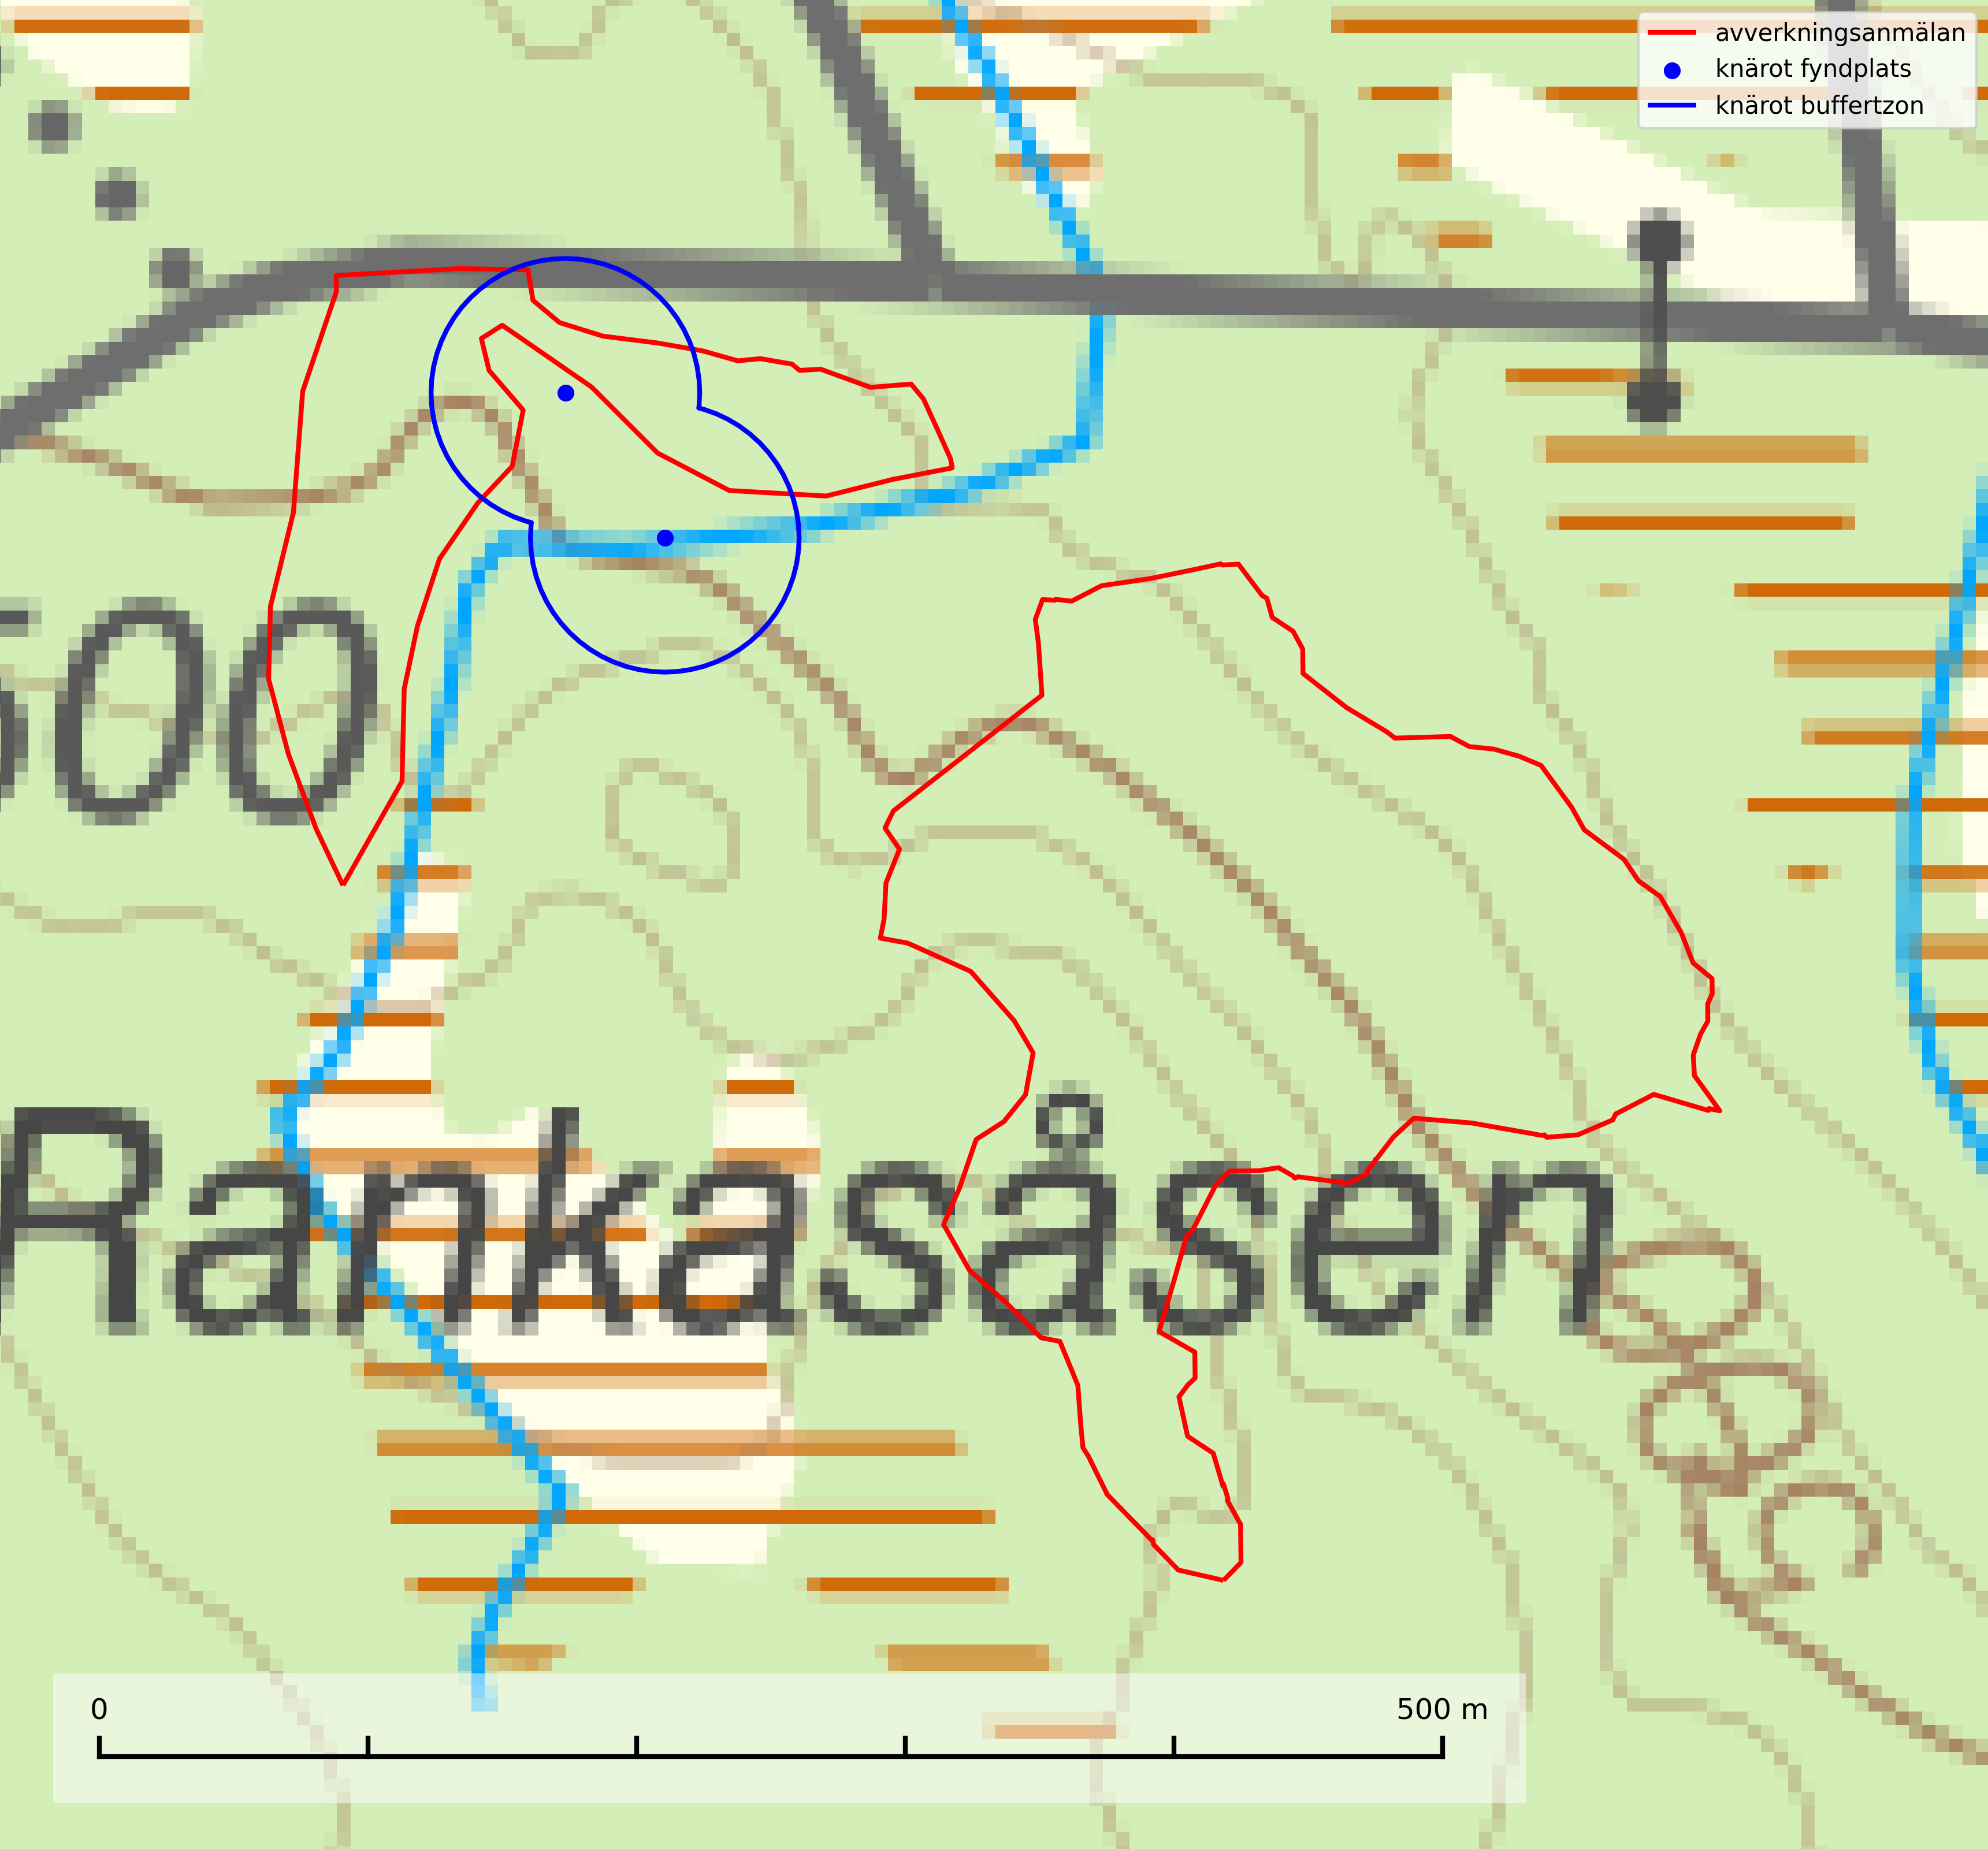 avverkningsanmälan
knärot fyndplats
knärot buffertzon
500
Rankasåsen
0
500 m